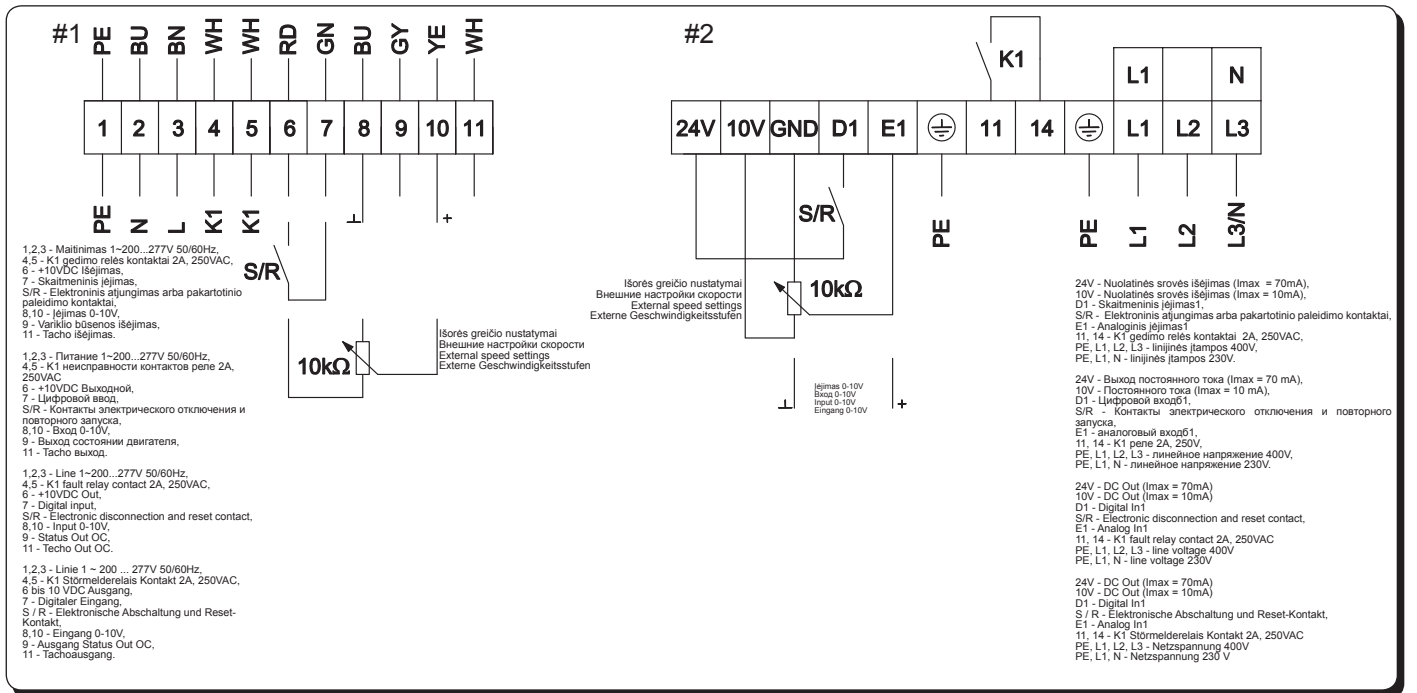 #1
PE BU BN WH WH RD GN BU GY YE WH
1 2 3 4 5 6 7 8 9 10 11
PE N L K1 K1
+
S/R
10kΩ
Išorės greičio nustatymai
Внешние настройки скорости
External speed settings
Externe Geschwindigkeitsstufen
1,2,3 - Maitinimas 1~200...277V 50/60Hz,
4,5 - K1 gedimo relės kontaktai 2A, 250VAC,
6 - +10VDC Išėjimas,
7 - Skaitmeninis įėjimas,
S/R - Elektroninis atjungimas arba pakartotinio
paleidimo kontaktai,
8,10 - Įėjimas 0-10V,
9 - Variklio būsenos išėjimas,
11 - Tacho išėjimas.
1,2,3 - Питание 1~200...277V 50/60Hz,
4,5 - K1 неисправности контактов реле 2А,
250VAC
6 - +10VDC Выходной,
7 - Цифровой ввод,
S/R - Контакты электрического отключения и
повторного запуска,
8,10 - Вход 0-10V,
9 - Выход состоянии двигателя,
11 - Tacho выход.
1,2,3 - Line 1~200...277V 50/60Hz,
4,5 - K1 fault relay contact 2A, 250VAC,
6 - +10VDC Out,
7 - Digital input,
S/R - Electronic disconnection and reset contact,
8,10 - Input 0-10V,
9 - Status Out OC,
11 - Techo Out OC.
1,2,3 - Linie 1 ~ 200 ... 277V 50/60Hz,
4,5 - K1 Störmelderelais Kontakt 2A, 250VAC,
6 bis 10 VDC Ausgang,
7 - Digitaler Eingang,
S / R - Elektronische Abschaltung und Reset-
Kontakt,
8,10 - Eingang 0-10V,
9 - Ausgang Status Out OC,
11 - Tachoausgang.
#2
K1
L1 N
24V 10V GND D1 E1 11 14 L1 L2 L3
S/R
PE PE L1 L2 L3/N
Išorės greičio nustatymai
Внешние настройки скорости
External speed settings
Externe Geschwindigkeitsstufen
10kΩ
Įėjimas 0-10V
Вход 0-10V
Input 0-10V
Eingang 0-10V
+
24V - Nuolatinės srovės išėjimas (Imax = 70mA),
10V - Nuolatinės srovės išėjimas (Imax = 10mA),
D1 - Skaitmeninis įėjimas1,
S/R - Elektroninis atjungimas arba pakartotinio paleidimo kontaktai,
E1 - Analoginis įėjimas1
11, 14 - K1 gedimo relės kontaktai 2A, 250VAC,
PE, L1, L2, L3 - linijinės įtampos 400V,
PE, L1, N - linijinės įtampos 230V.
24V - Выход постоянного тока (Imax = 70 mA),
10V - Постоянного тока (Imax = 10 mA),
D1 - Цифровой входб1,
S/R - Контакты электрического отключения и повторного
запуска,
E1 - аналоговый входб1,
11, 14 - K1 реле 2A, 250V,
PE, L1, L2, L3 - линейное напряжение 400V,
PE, L1, N - линейное напряжение 230V.
24V - DC Out (Imax = 70mA)
10V - DC Out (Imax = 10mA)
D1 - Digital In1
S/R - Electronic disconnection and reset contact,
E1 - Analog In1
11, 14 - K1 fault relay contact 2A, 250VAC
PE, L1, L2, L3 - line voltage 400V
PE, L1, N - line voltage 230V
24V - DC Out (Imax = 70mA)
10V - DC Out (Imax = 10mA)
D1 - Digital In1
S / R - Elektronische Abschaltung und Reset-Kontakt,
E1 - Analog In1
11, 14 - K1 Störmelderelais Kontakt 2A, 250VAC
PE, L1, L2, L3 - Netzspannung 400V
PE, L1, N - Netzspannung 230 V